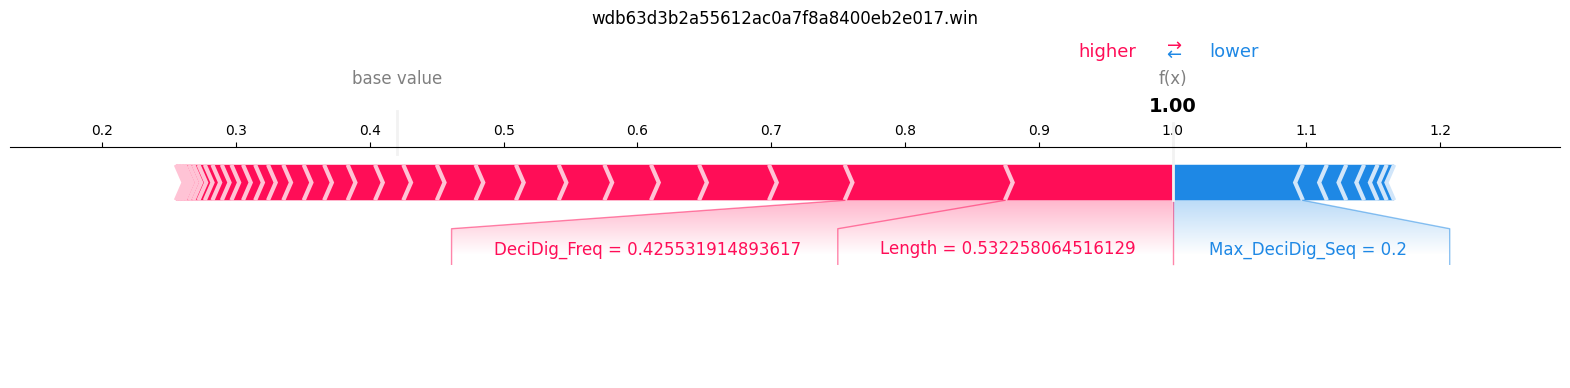 wdb63d3b2a55612ac0a7f8a8400eb2e017.win
higher ⇄ lower
base value f(x)
1.00
0.2 0.3 0.4 0.5 0.6 0.7 0.8 0.9 1.0 1.1 1.2
DeciDig_Freq = 0.425531914893617 Length = 0.532258064516129 Max_DeciDig_Seq = 0.2